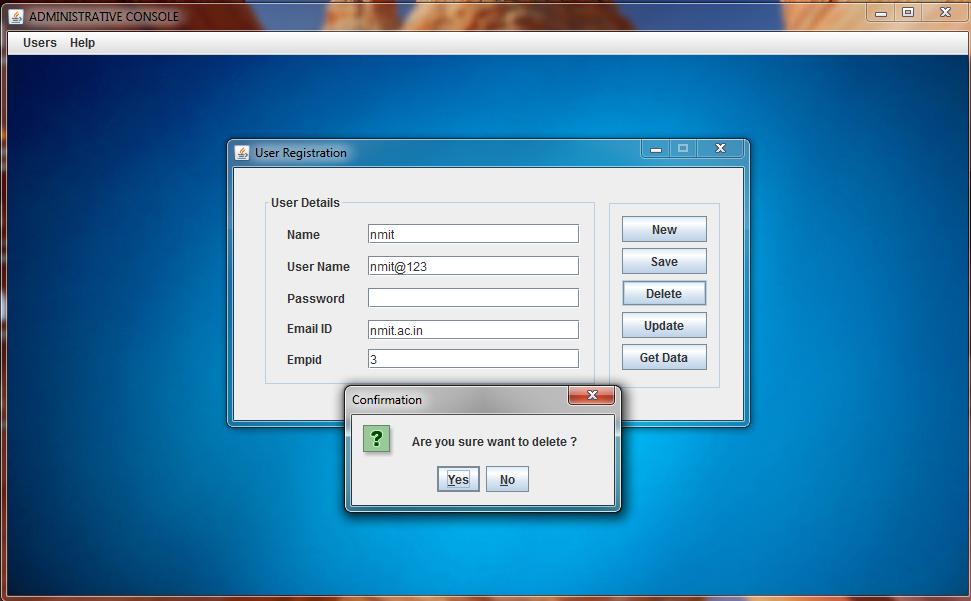 ADMINISTRATIVE CONSOLE
Users Help
User Registration
User Details
Name nmit
User Name nmit@123
Password
Email ID nmit.ac.in
Empid 3
New
Save
Delete
Update
Get Data
Confirmation
? Are you sure want to delete ?
Yes No